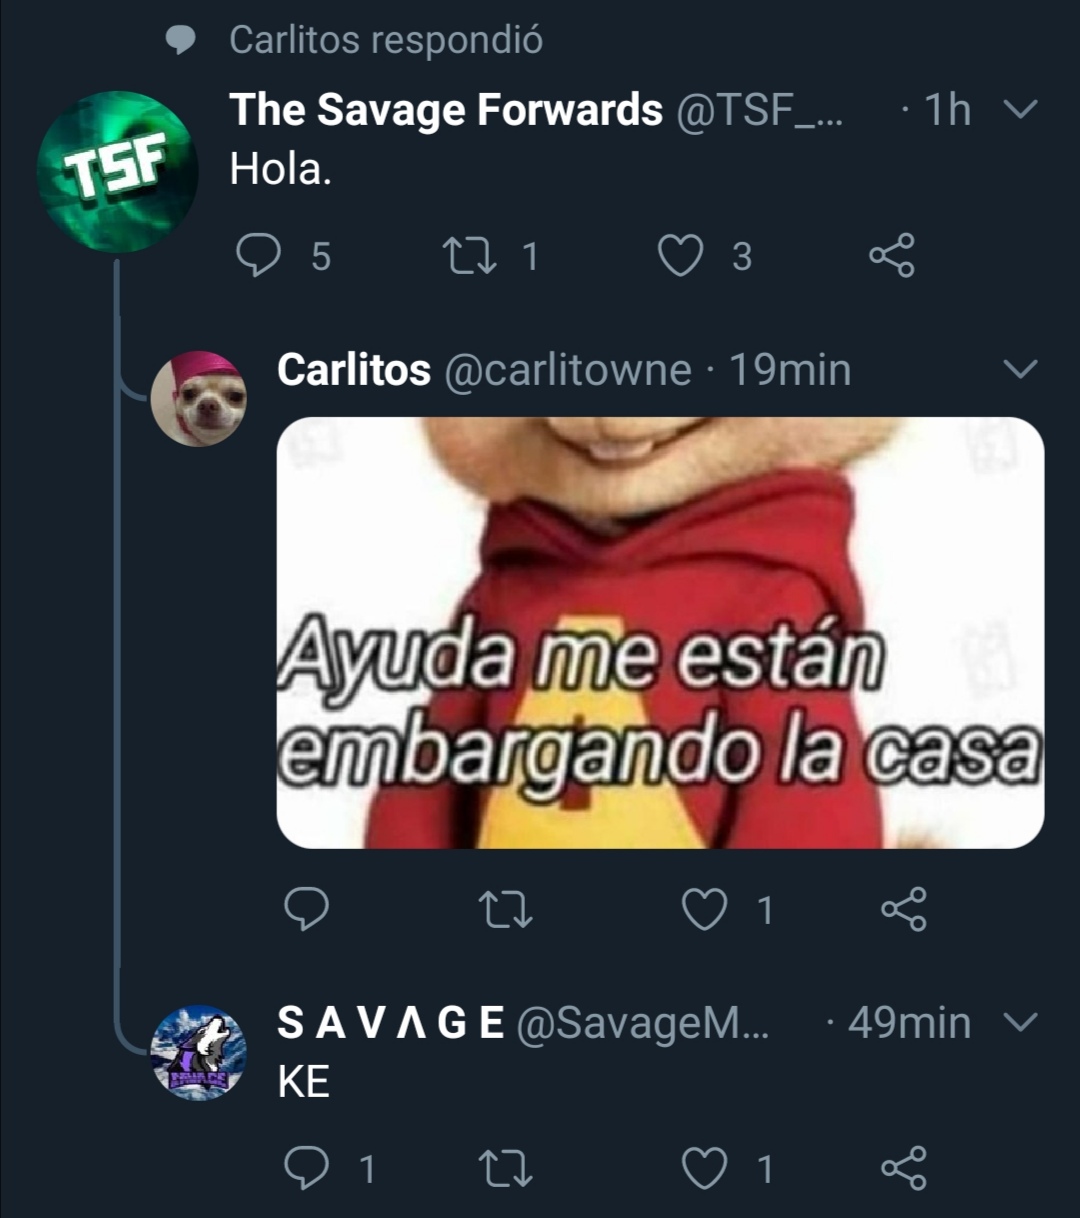 Carlitos respondió
The Savage Forwards @TSF_... · 1h
TSF
Hola.
5 1 3
Carlitos @carlitowne · 19min
Ayuda me están
embargando la casa
1
S A V Λ G E @SavageM... · 49min
KE
1 1